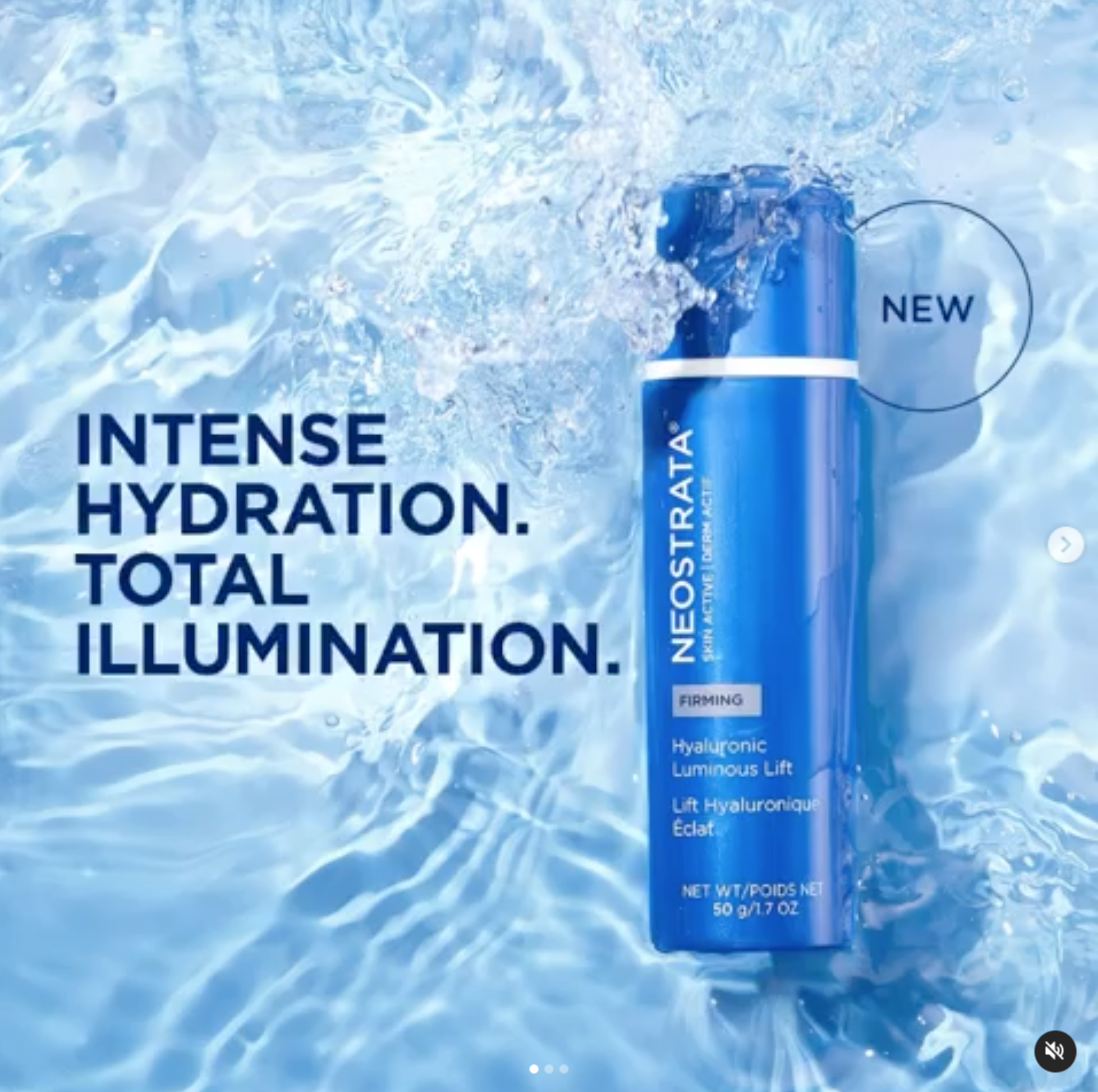 INTENSE
HYDRATION.
TOTAL
ILLUMINATION.
NEW
NEOSTRATA®
SKIN ACTIVE | DERM ACTIF
FIRMING
Hyaluronic
Luminous Lift
Lift Hyaluronique
Éclat
NET WT/POIDS NET
50 g/1.7 OZ